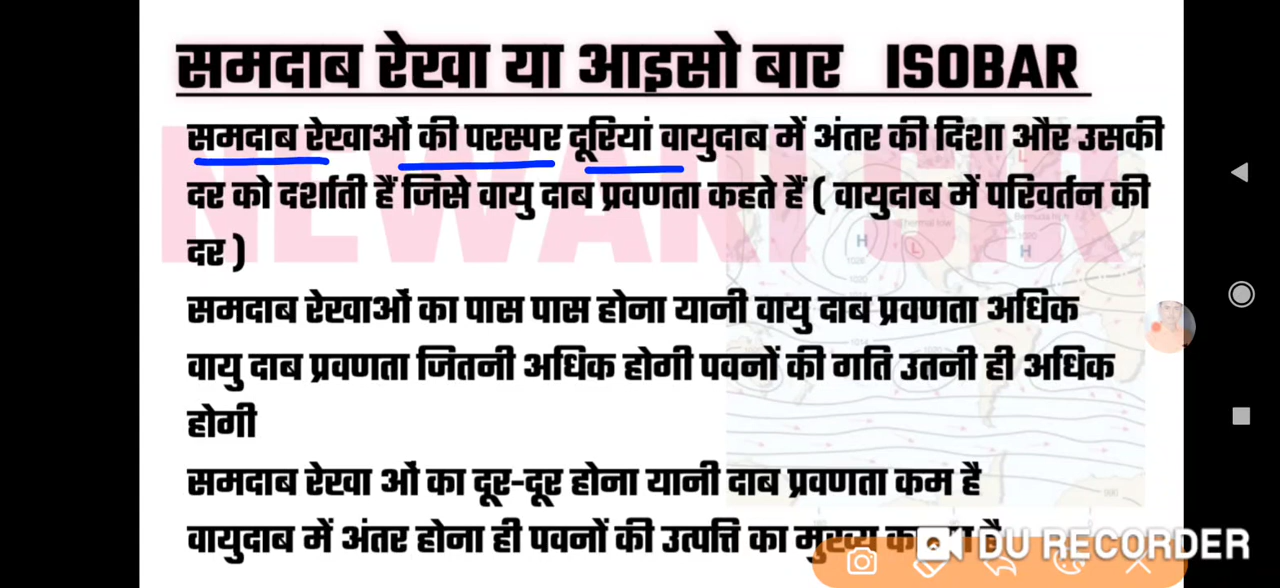 समदाब रेखा या आइसो बार ISOBAR
समदाब रेखाओं की परस्पर दूरियां वायुदाब में अंतर की दिशा और उसकी
दर को दर्शाती हैं जिसे वायु दाब प्रवणता कहते हैं ( वायुदाब में परिवर्तन की
दर )
समदाब रेखाओं का पास पास होना यानी वायु दाब प्रवणता अधिक
वायु दाब प्रवणता जितनी अधिक होगी पवनों की गति उतनी ही अधिक
होगी
समदाब रेखा ओं का दूर-दूर होना यानी दाब प्रवणता कम है
वायुदाब में अंतर होना ही पवनों की उत्पत्ति का मुख्य है
DU RECORDER
H
L
H